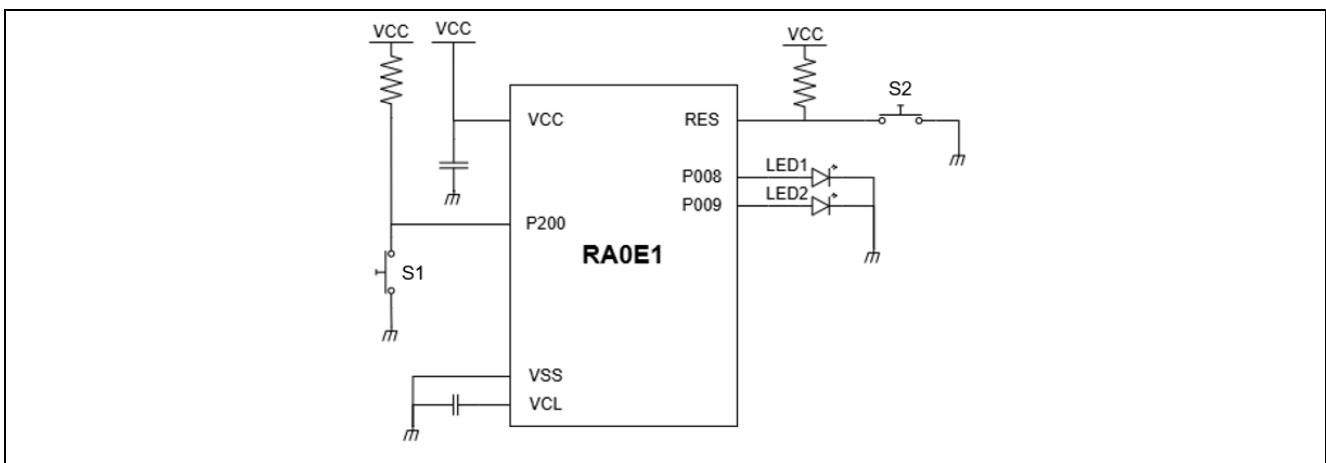 VCC
VCC
VCC
S2
VCC
RES
LED1
P008
LED2
P009
P200
RA0E1
S1
VSS
VCL